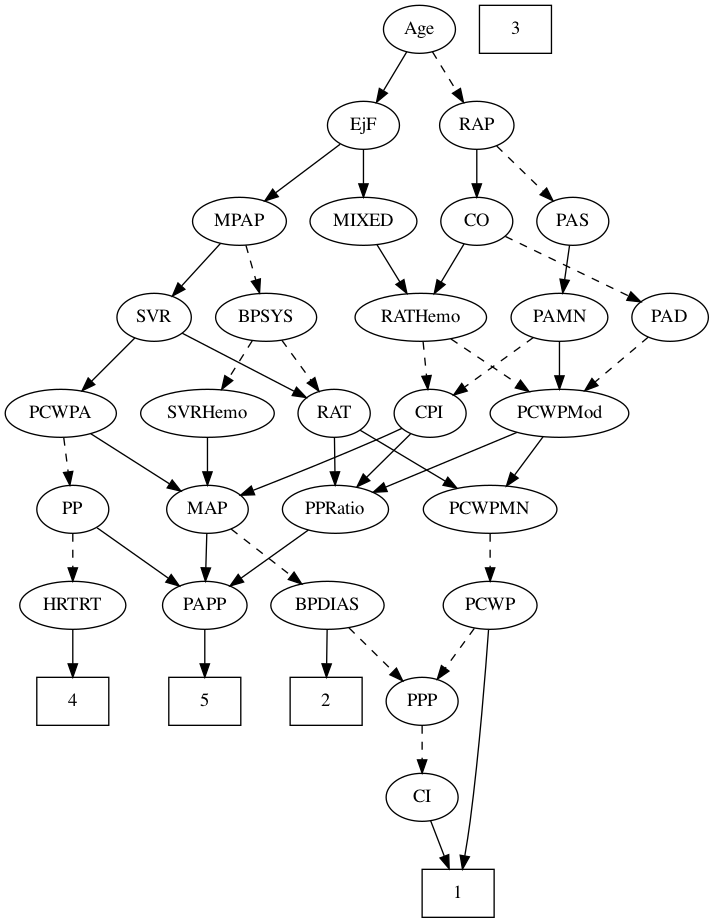 Age
3
EjF
RAP
MPAP
MIXED
CO
PAS
SVR
BPSYS
RATHemo
PAMN
PAD
PCWPA
SVRHemo
RAT
CPI
PCWPMod
PP
MAP
PPRatio
PCWPMN
HRTRT
PAPP
BPDIAS
PCWP
4
5
2
PPP
CI
1